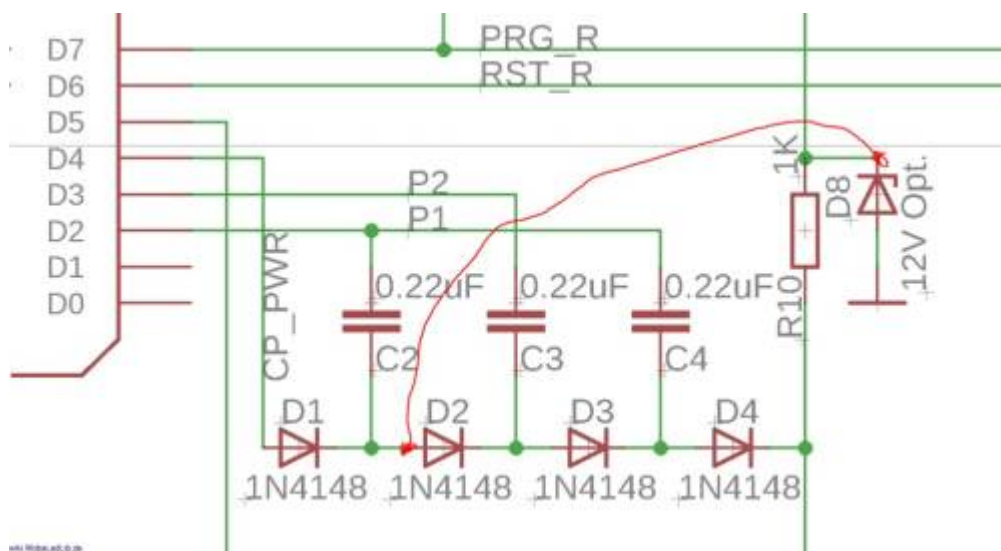 D7
PRG_R
D6
RST_R
D5
D4
D3
P2
D2
P1
D1
D0
CP_PWR
0.22uF
0.22uF
0.22uF
C2
C3
C4
1K
R10
D8
12V Opt.
D1
D2
D3
D4
1N4148
1N4148
1N4148
1N4148